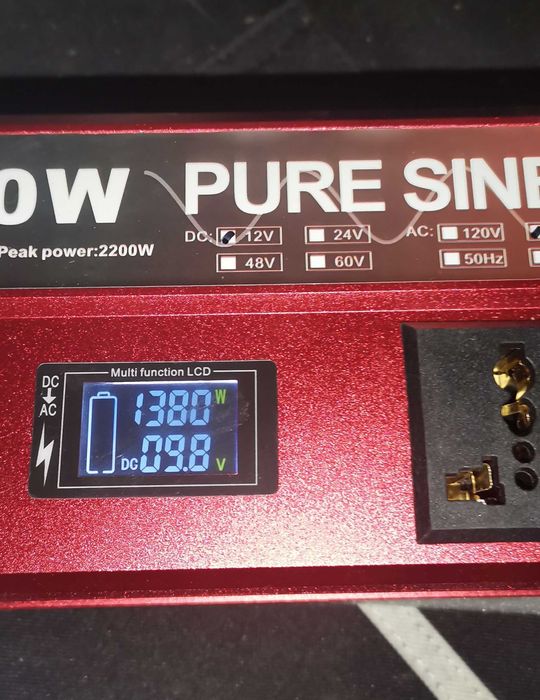 0W PURE SINE
Peak power:2200W
DC: 12V 24V AC: 120V
48V 60V 50Hz
Multi function LCD
DC
AC
1380 W
DC 09.8 V